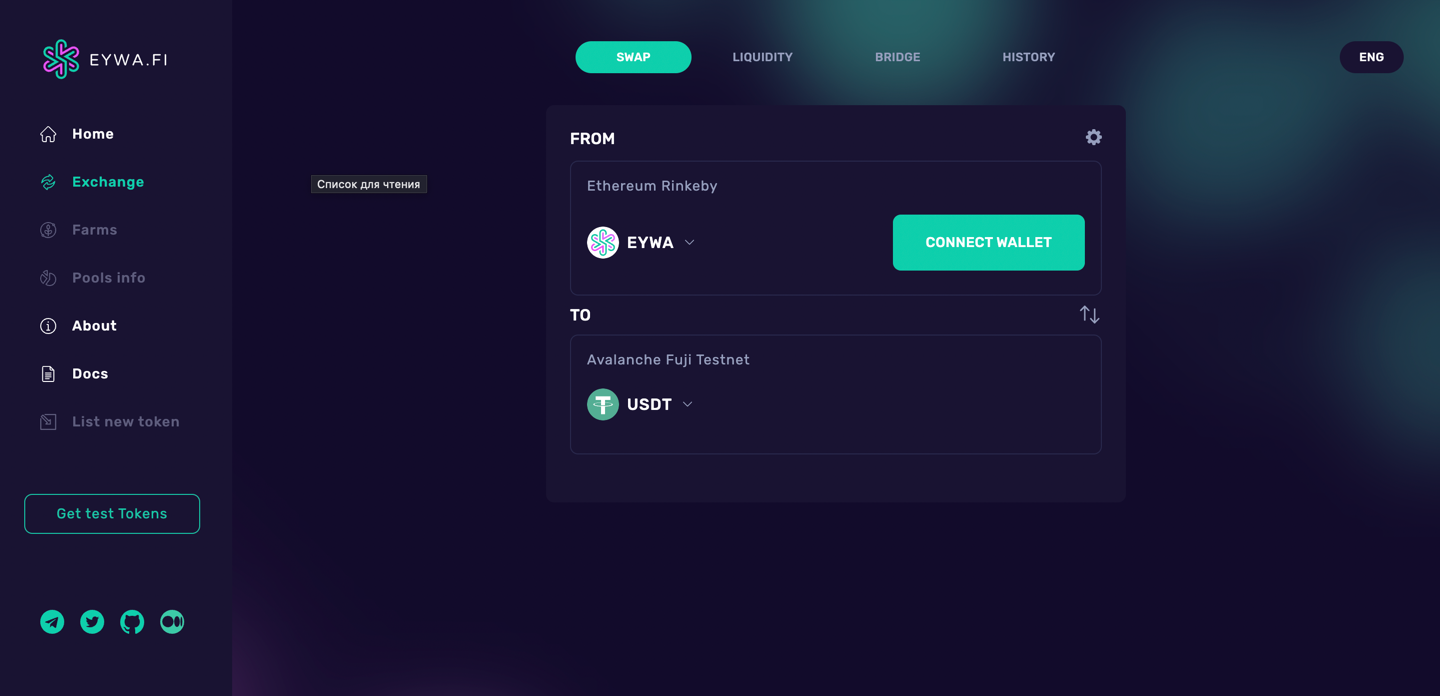 EYWA.FI
Home
Exchange
Farms
Pools info
About
Docs
List new token
Get test Tokens
SWAP
LIQUIDITY
BRIDGE
HISTORY
ENG
Список для чтения
FROM
Ethereum Rinkeby
EYWA
CONNECT WALLET
TO
Avalanche Fuji Testnet
USDT